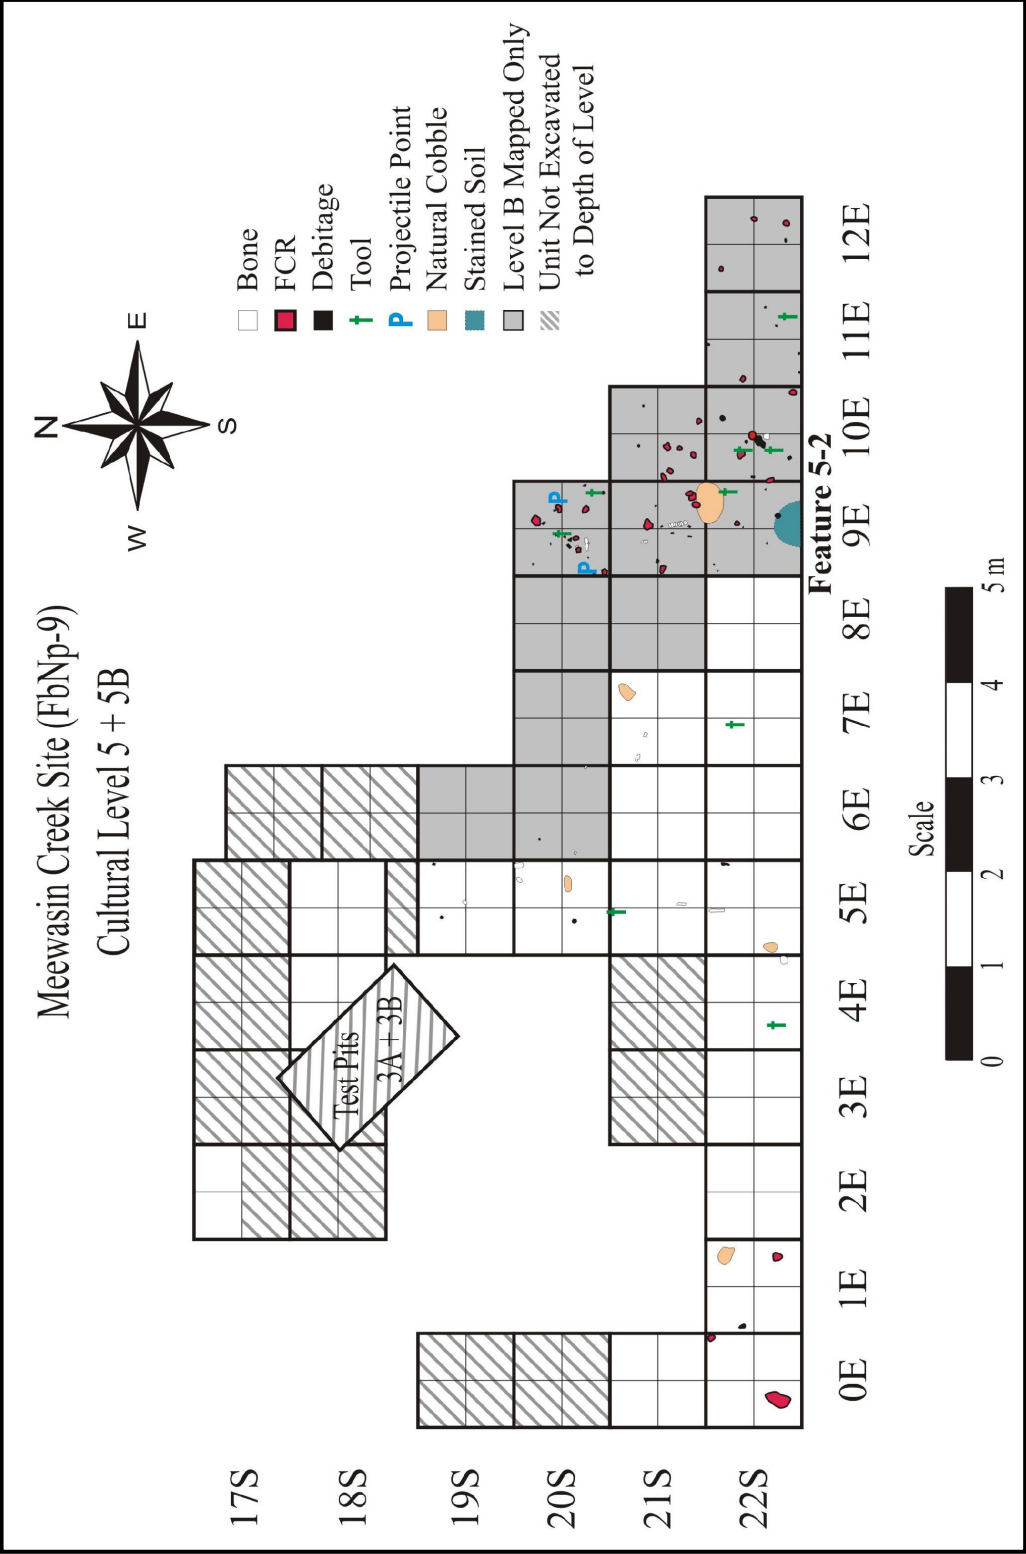 Meewasin Creek Site (FbNp-9)
Cultural Level 5 + 5B
N
E
S
W
Bone
FCR
Debitage
Tool
P Projectile Point
Natural Cobble
Stained Soil
Level B Mapped Only
Unit Not Excavated
to Depth of Level
17S
18S
19S
20S
21S
22S
Test Pits
3A + 3B
P
P
Feature 5-2
0E 1E 2E 3E 4E 5E 6E 7E 8E 9E 10E 11E 12E
Scale
0 1 2 3 4 5 m